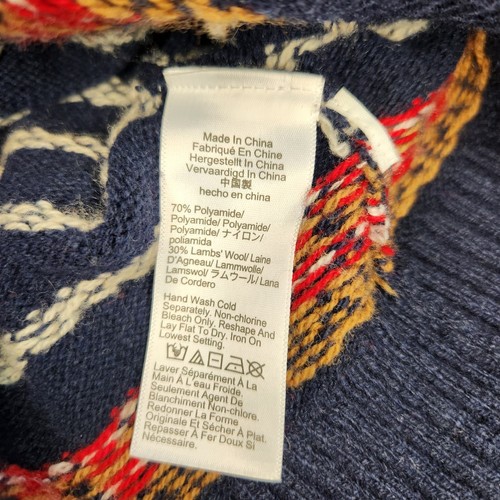 Made In China
Fabriqué En Chine
Hergestellt In China
Vervaardigd In China
中国製
hecho en china
70% Polyamide/
Polyamide/ Polyamide/
Polyamide/ ナイロン/
poliamida
30% Lambs' Wool/ Laine
D'Agneau/ Lammwolle/
Lamswol/ ラムウール/ Lana
De Cordero
Hand Wash Cold
Separately. Non-chlorine
Bleach Only. Reshape And
Lay Flat To Dry. Iron On
Lowest Setting.
Laver Séparément À La
Main À L'eau Froide.
Seulement Agent De
Blanchiment Non-chlore.
Redonner La Forme
Originale Et Sécher À Plat.
Repasser À Fer Doux Si
Nécessaire.